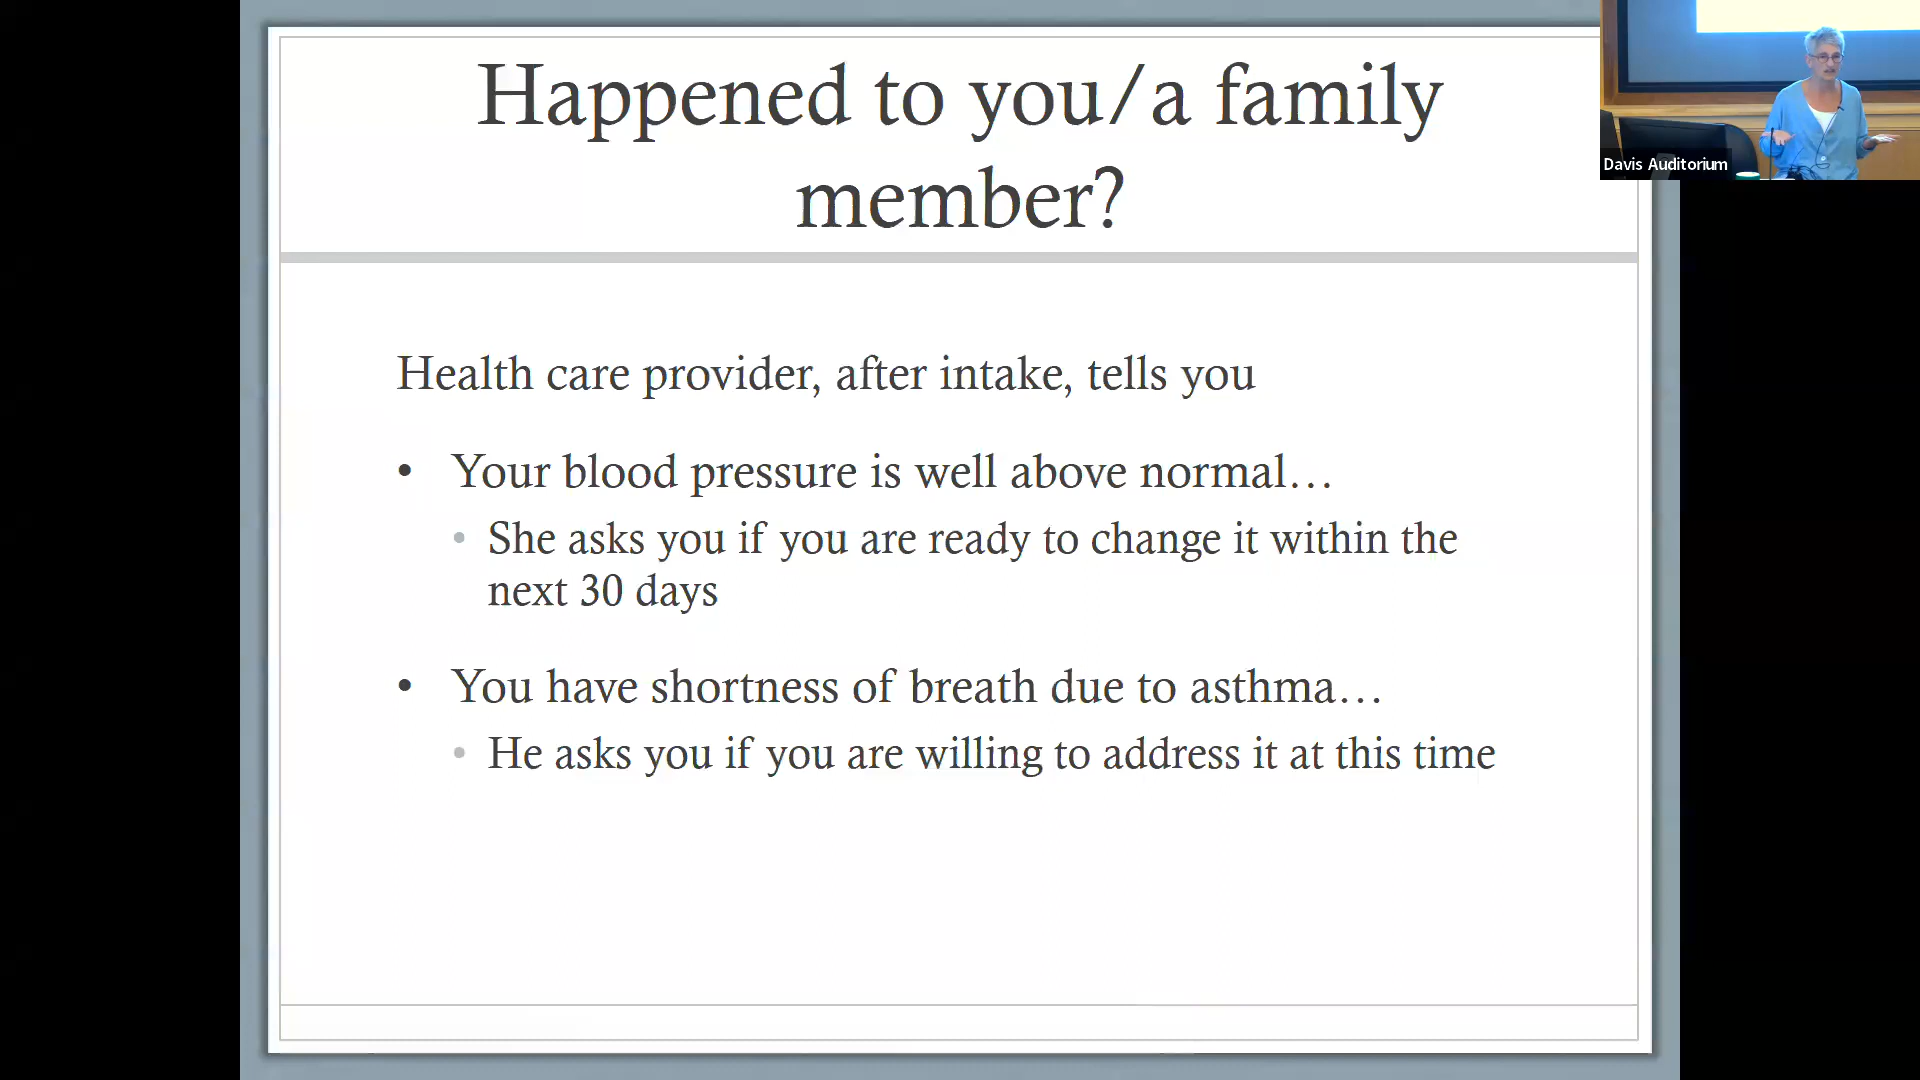 Happened to you/a family
member?
Davis Auditorium
Health care provider, after intake, tells you
• Your blood pressure is well above normal…
• She asks you if you are ready to change it within the
next 30 days
• You have shortness of breath due to asthma…
• He asks you if you are willing to address it at this time